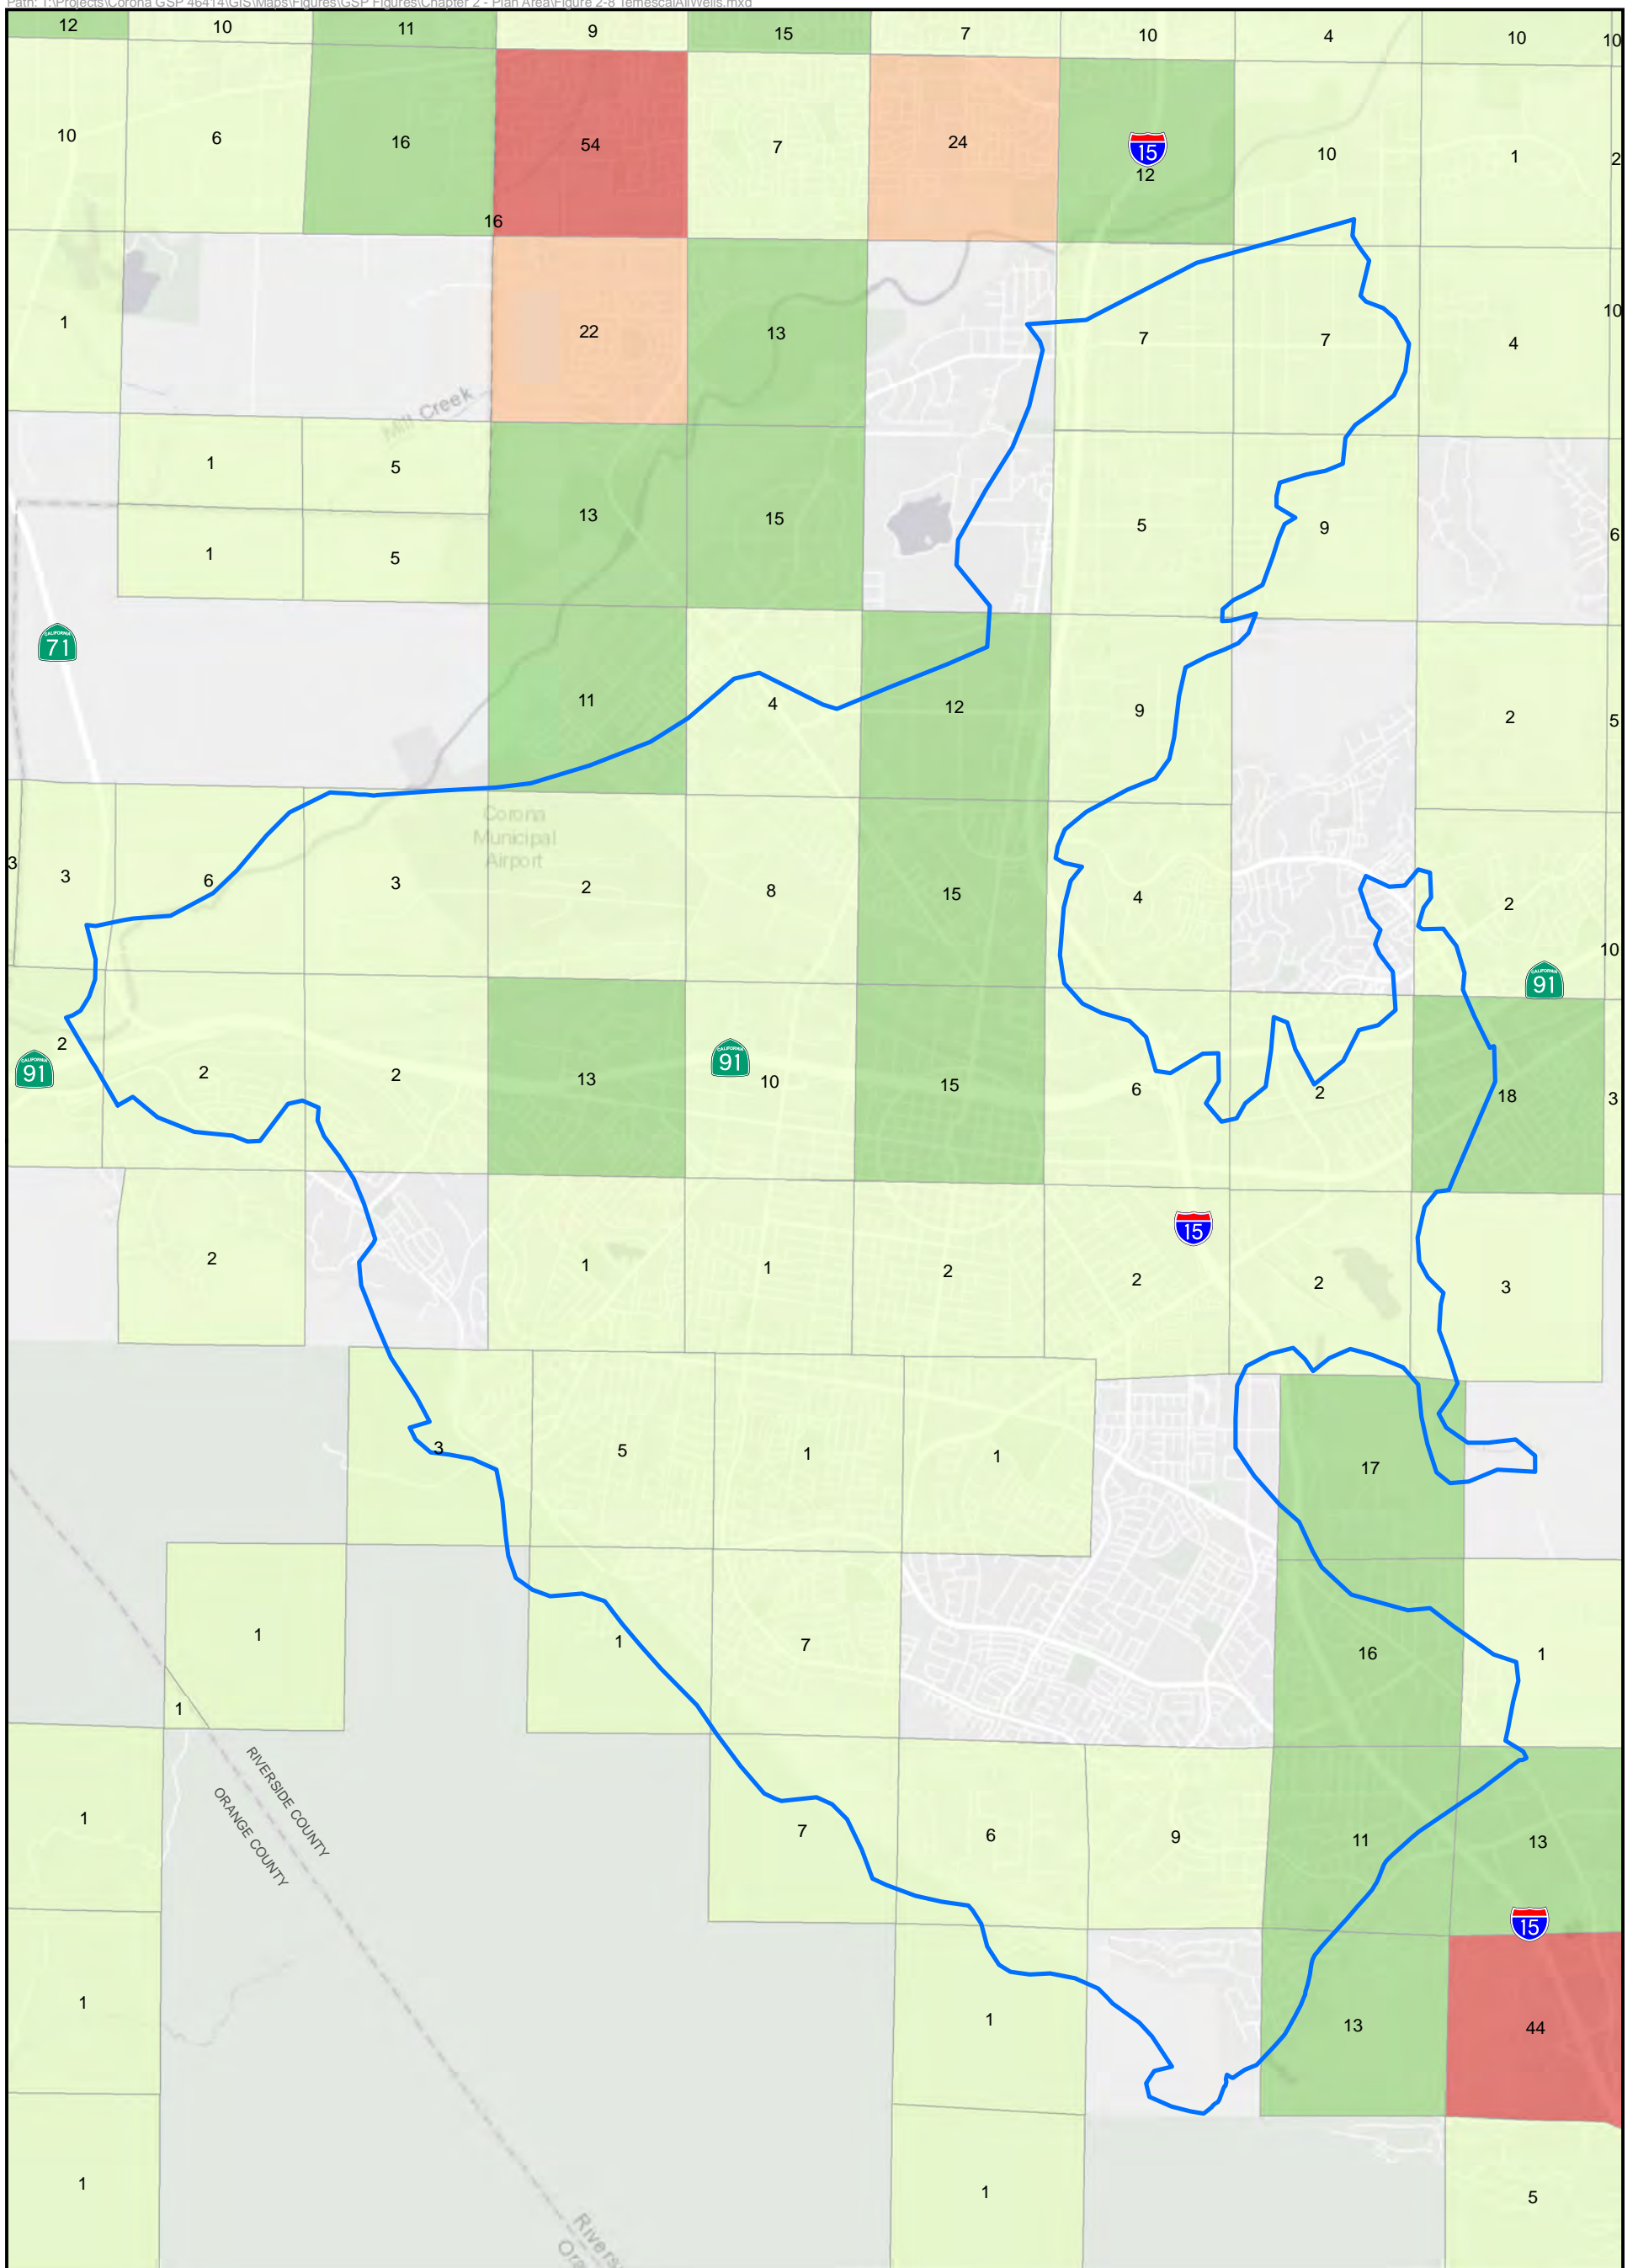 Path: T:\Projects\Corona GSP 46414\GIS\Maps\Figures\GSP Figures\Chapter 2 - Plan Area\Figure 2-8 TemescalAllWells.mxd
12 10 11 9 15 7 10 4 10 10
10 6 16 54 7 24 15 12 10 1 2
16
1 22 13 7 7 4 10
Mill Creek
1 5 13 15 5 9 6
1 5
CALIFORNIA 71
11 4 12 9 2 5
Corona
Municipal
Airport
3 3 6 3 2 8 15 4 2 10
CALIFORNIA 91
2 2 2 13 10 15 6 2 18 3
CALIFORNIA 91
CALIFORNIA 91
15
2 1 1 2 2 2 3
3 5 1 1 17
1 1 7 16 1
1
RIVERSIDE COUNTY
ORANGE COUNTY
1 7 6 9 11 13
15
1 1 13 44
1 1 5